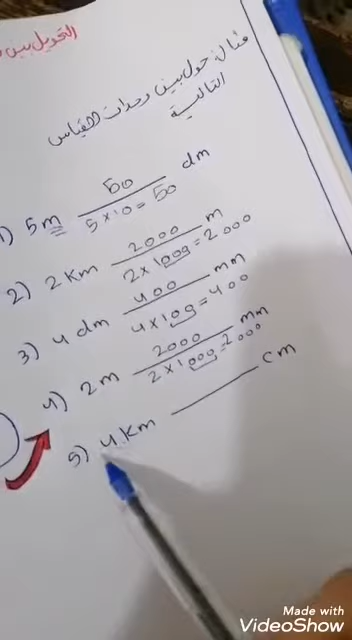 التحويل بين
مثال: حول بين وحدات القياس
التالية
1) 5m 50 dm
5 × 10 = 50
2) 2 Km 2000 m
2 × 1000 = 2000
3) 4 dm 400 mm
4 × 100 = 400
4) 2m 2000 mm
2 × 1000 = 2000
5) 4 Km cm
Made with
VideoShow